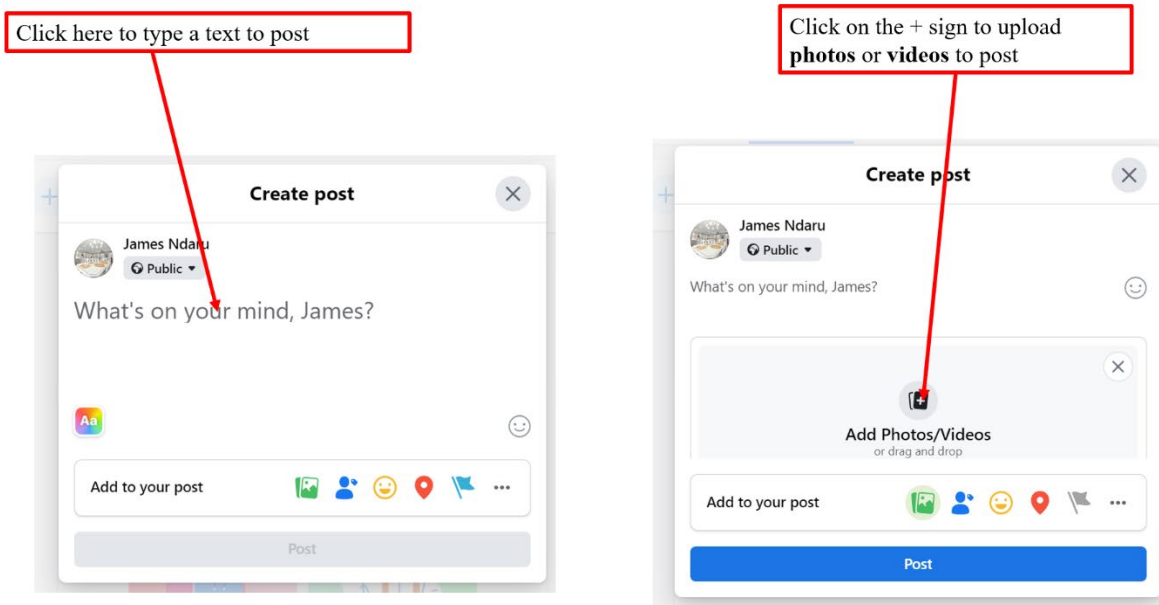 Click here to type a text to post
Create post
James Ndaru
Public
What's on your mind, James?
Aa
Add to your post
Post
Click on the + sign to upload
photos or videos to post
Create post
James Ndaru
Public
What's on your mind, James?
Add Photos/Videos
or drag and drop
Add to your post
Post